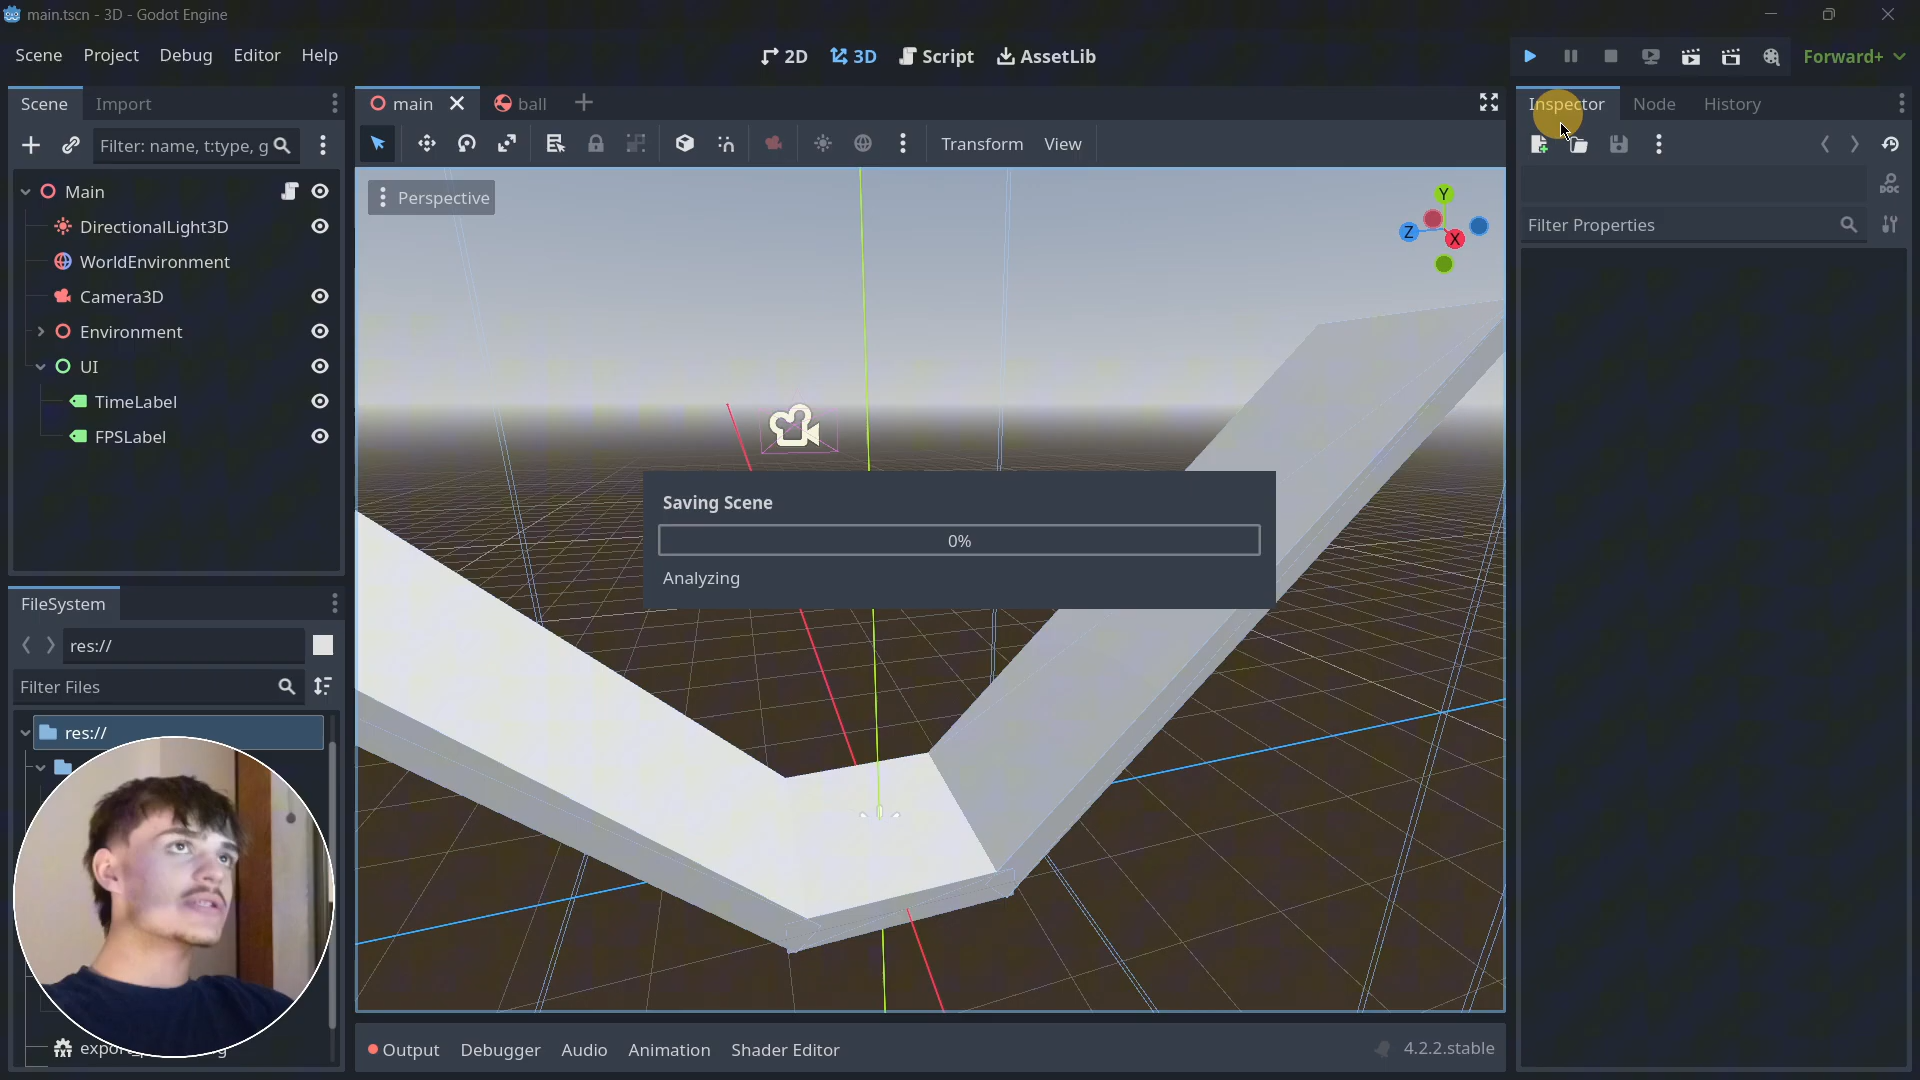 main.tscn - 3D - Godot Engine
Scene Project Debug Editor Help
2D 3D Script AssetLib
Forward+
Scene Import
Filter: name, t:type, g
Main
DirectionalLight3D
WorldEnvironment
Camera3D
Environment
UI
TimeLabel
FPSLabel
FileSystem
res://
Filter Files
res://
main ball
Transform View
Perspective
Y
Z
X
Saving Scene
0%
Analyzing
Output Debugger Audio Animation Shader Editor
4.2.2.stable
Inspector Node History
DOC
Filter Properties